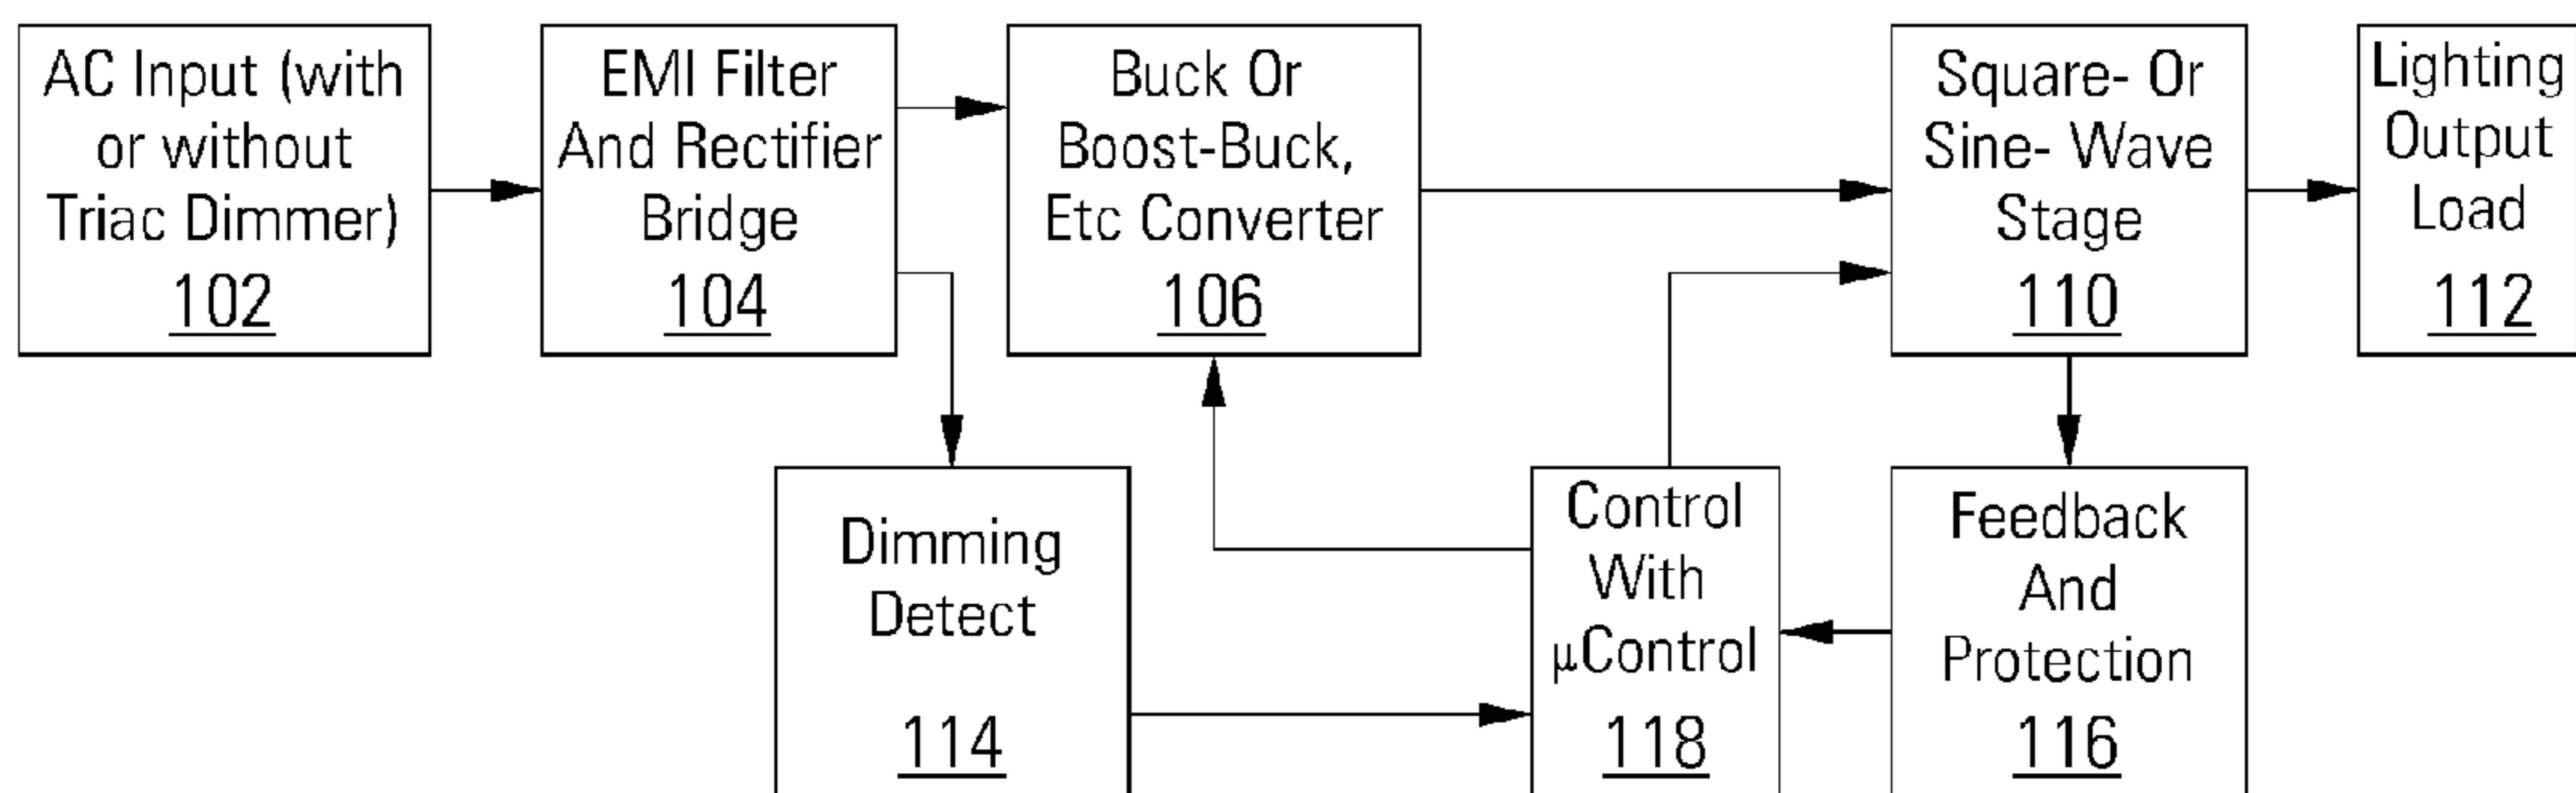 AC Input (with
or without
Triac Dimmer)
102
EMI Filter
And Rectifier
Bridge
104
Buck Or
Boost-Buck,
Etc Converter
106
Square- Or
Sine- Wave
Stage
110
Lighting
Output
Load
112
Dimming
Detect
114
Control
With
μControl
118
Feedback
And
Protection
116